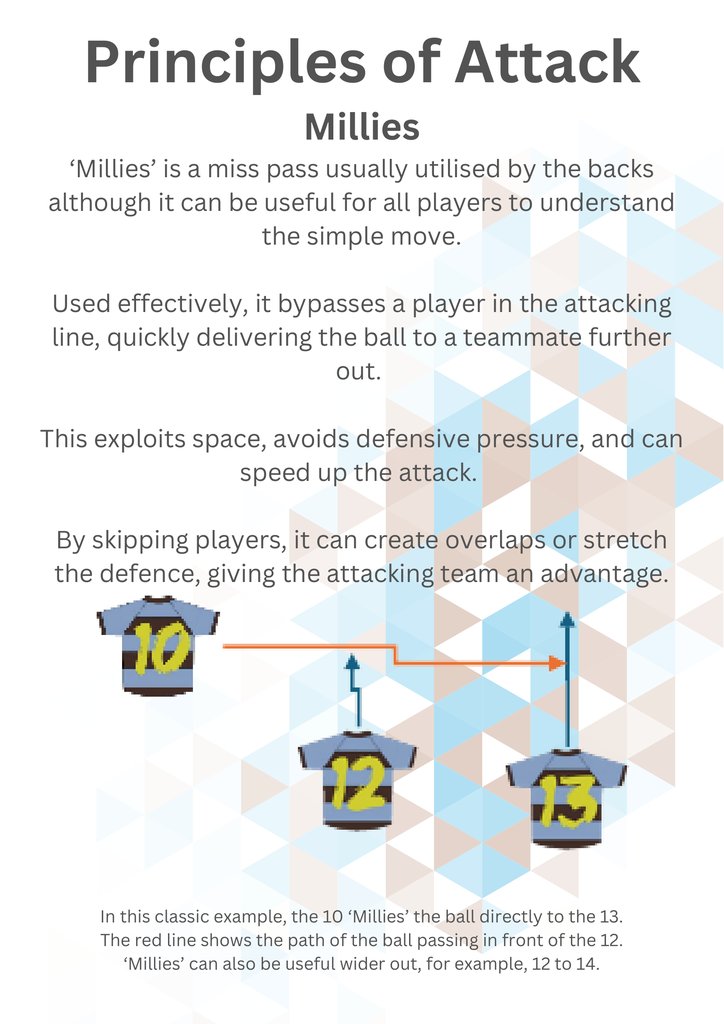 Principles of Attack
Millies
‘Millies’ is a miss pass usually utilised by the backs
although it can be useful for all players to understand
the simple move.
Used effectively, it bypasses a player in the attacking
line, quickly delivering the ball to a teammate further
out.
This exploits space, avoids defensive pressure, and can
speed up the attack.
By skipping players, it can create overlaps or stretch
the defence, giving the attacking team an advantage.
10
12
13
In this classic example, the 10 ‘Millies’ the ball directly to the 13.
The red line shows the path of the ball passing in front of the 12.
‘Millies’ can also be useful wider out, for example, 12 to 14.